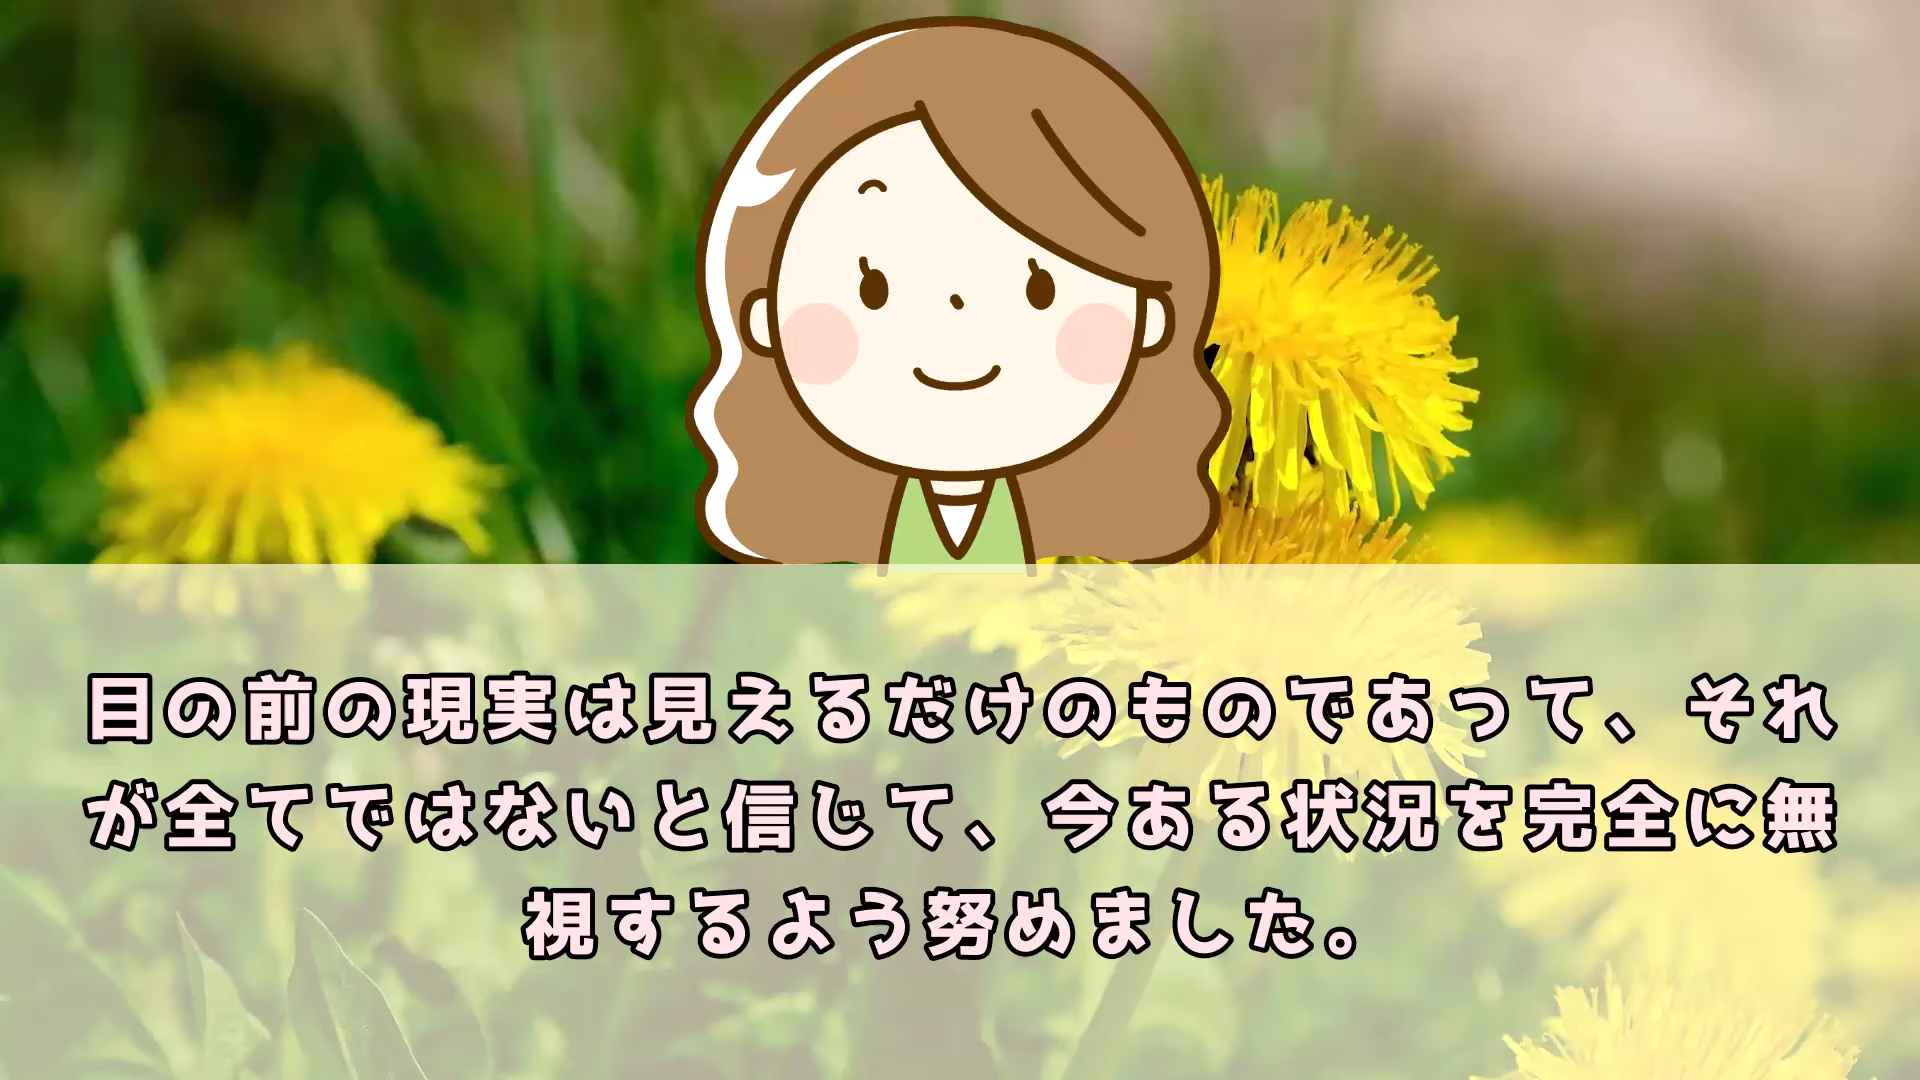 目の前の現実は見えるだけのものであって、それ
が全てではないと信じて、今ある状況を完全に無
視するよう努めました。